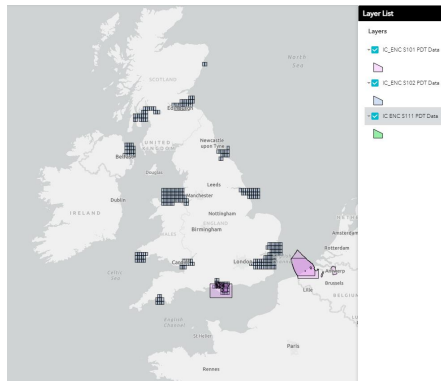 Layer List
Layers
IC_ENC S101 PDT Data
IC_ENC S102 PDT Data
IC ENC S111 PDT Data
North
Sea
SCOTLAND
Edinburgh
UNITED
KINGDOM
Newcastle
upon Tyne
Belfast
Douglas
Leeds
Dublin
Manchester
IRELAND
Nottingham
ENGLAND
WALES
Birmingham
Amsterdam
Rotterdam
Celtic
Sea
London
Antwerp
Brussels
Lille
BELGIUM
English
Channel
Paris
Rennes